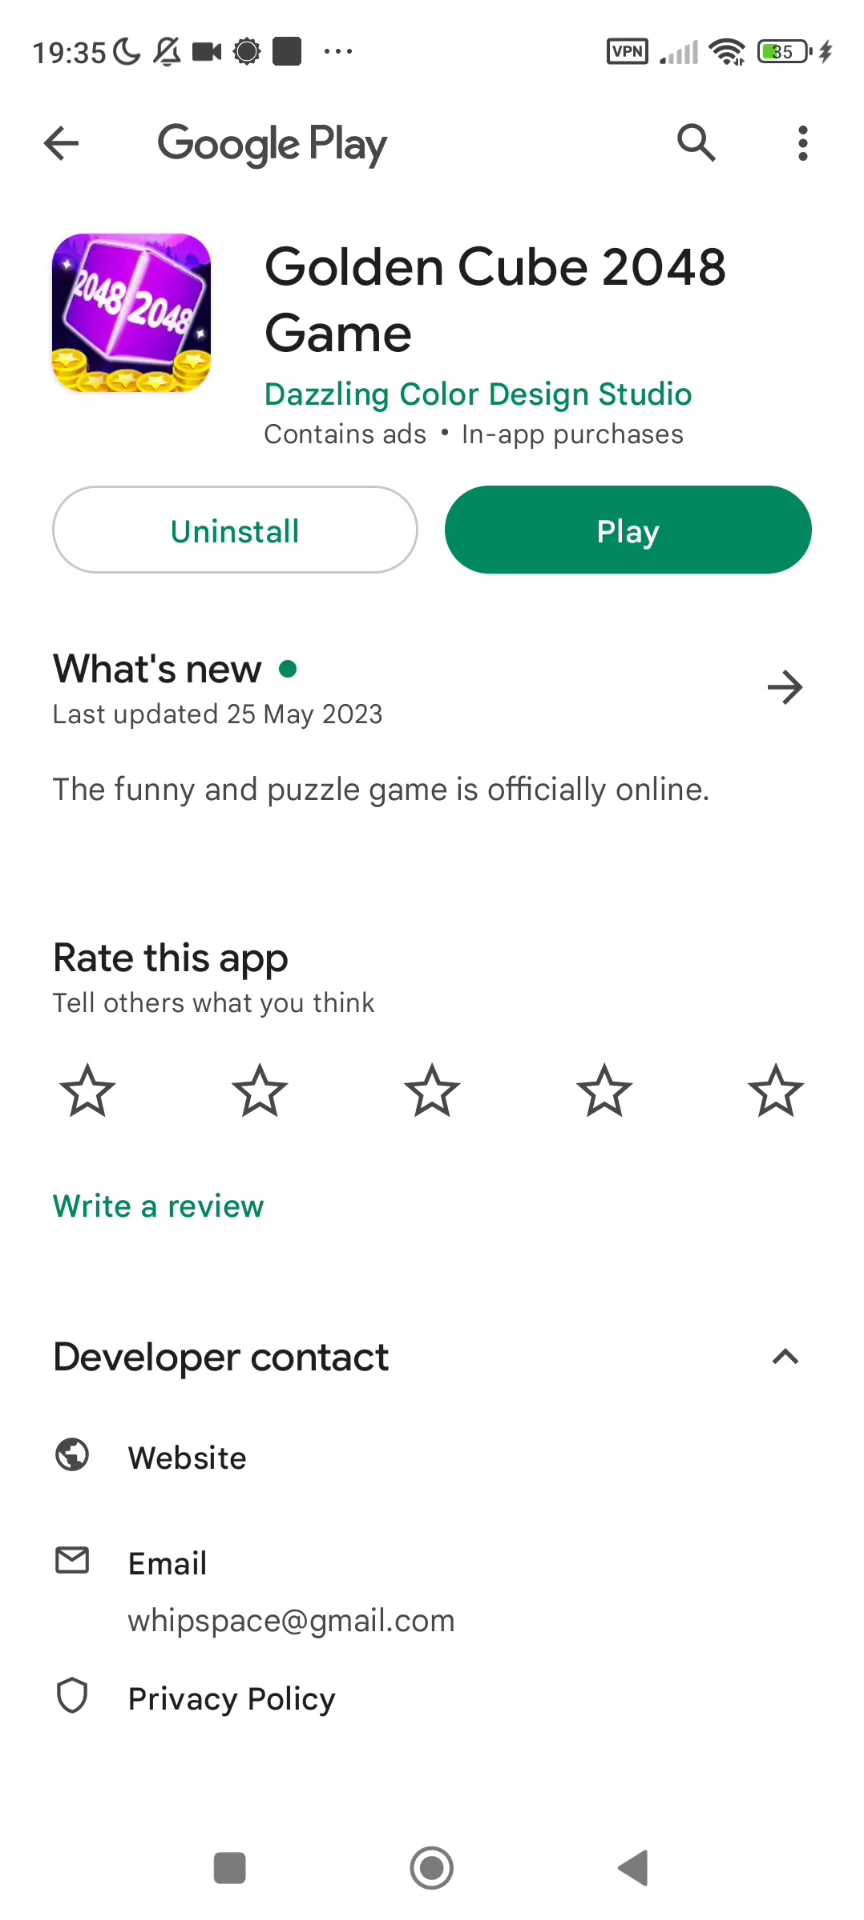 19:35
VPN
35
Google Play
2048 2048
Golden Cube 2048
Game
Dazzling Color Design Studio
Contains ads • In-app purchases
Uninstall
Play
What's new
Last updated 25 May 2023
The funny and puzzle game is officially online.
Rate this app
Tell others what you think
Write a review
Developer contact
Website
Email
whipspace@gmail.com
Privacy Policy